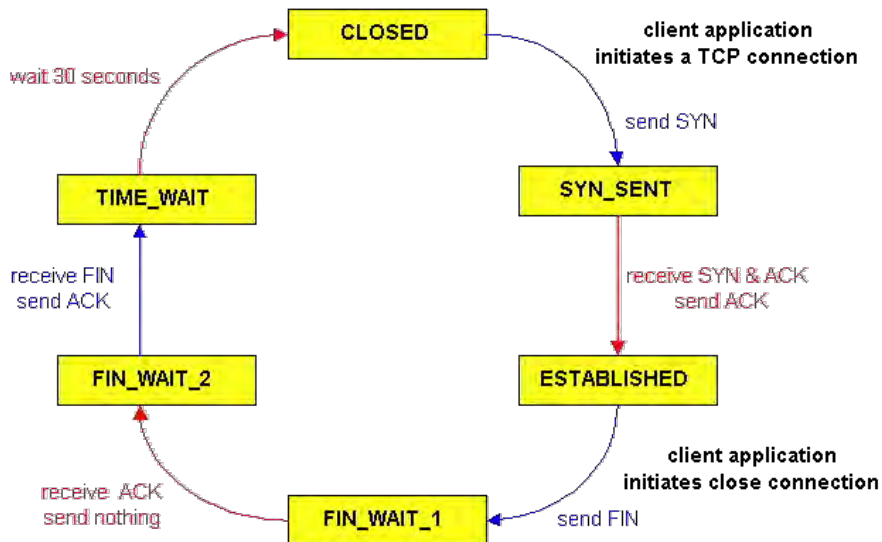 CLOSED
client application
initiates a TCP connection
wait 30 seconds
send SYN
TIME_WAIT
SYN_SENT
receive FIN
send ACK
receive SYN & ACK
send ACK
FIN_WAIT_2
ESTABLISHED
client application
initiates close connection
receive ACK
send nothing
FIN_WAIT_1
send FIN